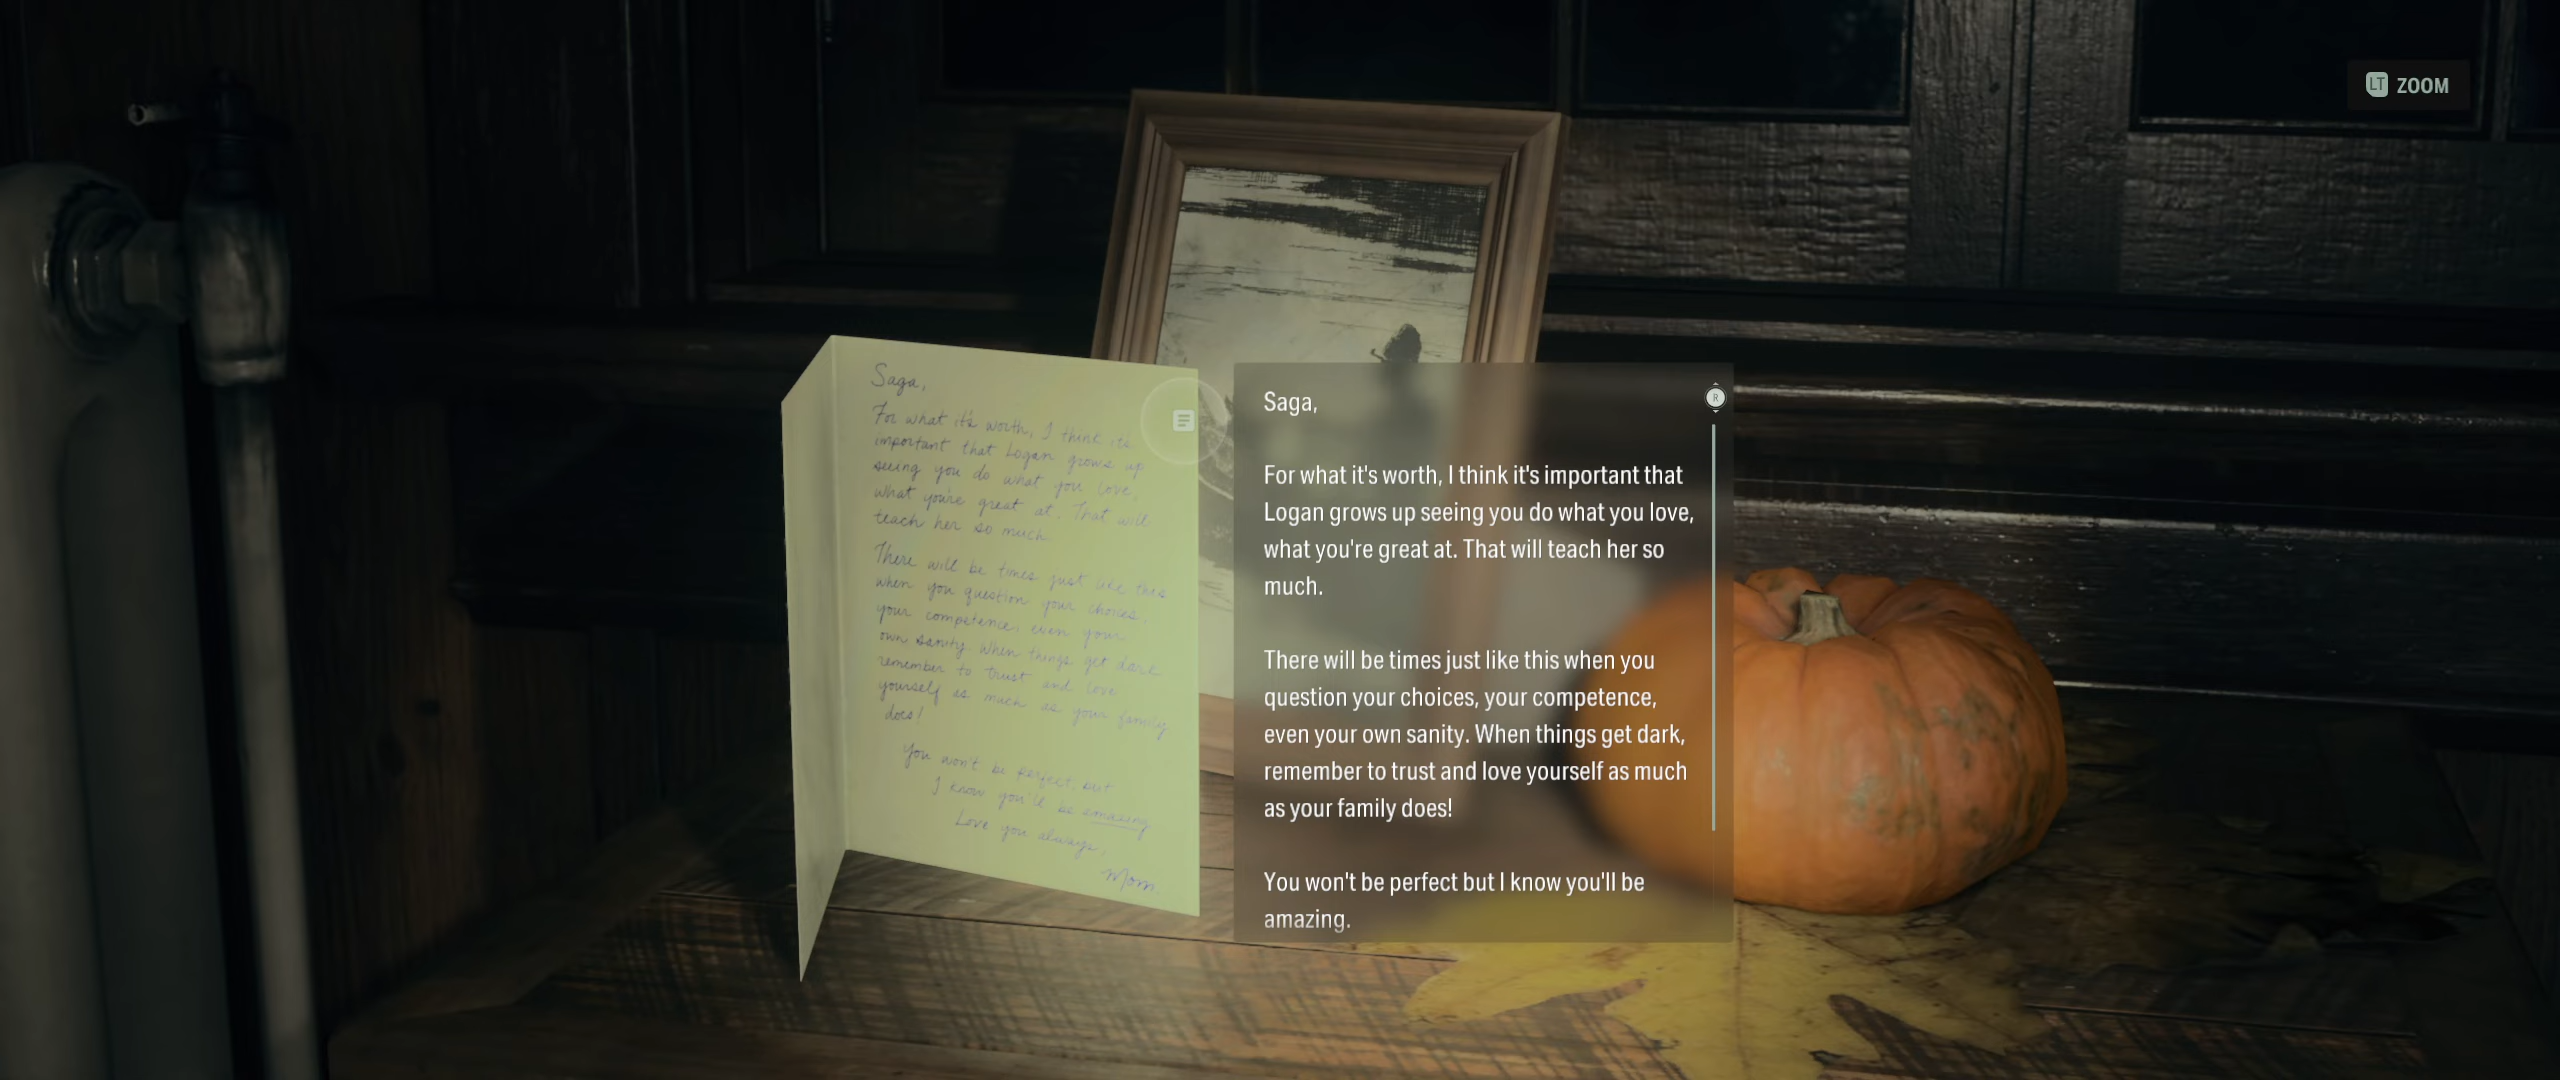 LT ZOOM
Saga,
For what it's worth, I think it's
important that Logan grows up
seeing you do what you love,
what you're great at. That will
teach her so much.
There will be times just like this
when you question your choices,
your competence, even your
own sanity. When things get dark
remember to trust and love
yourself as much as your family
does!
You won't be perfect, but
I know you'll be amazing
Love you always,
Mom.
R
Saga,
For what it's worth, I think it's important that
Logan grows up seeing you do what you love,
what you're great at. That will teach her so
much.
There will be times just like this when you
question your choices, your competence,
even your own sanity. When things get dark,
remember to trust and love yourself as much
as your family does!
You won't be perfect but I know you'll be
amazing.